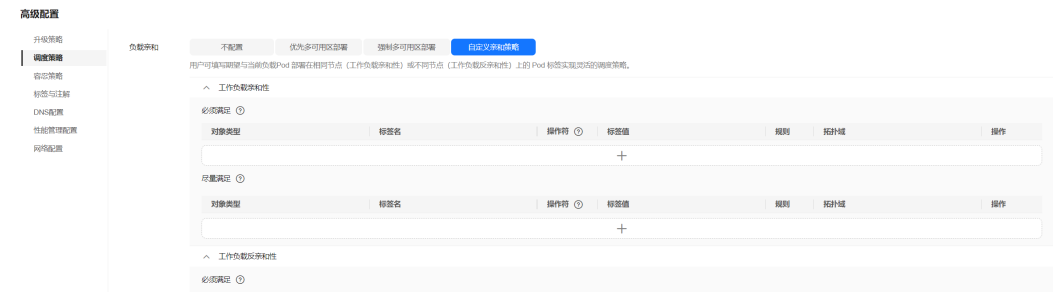 高级配置
升级策略
调度策略
容忍策略
标签与注解
DNS配置
性能管理配置
网络配置
负载亲和
不配置 优先多可用区部署 强制多可用区部署 自定义亲和策略
用户可填写期望与当前负载Pod 部署在相同节点（工作负载亲和性）或不同节点（工作负载反亲和性）上的 Pod 标签实现灵活的调度策略。
工作负载亲和性
必须满足
对象类型 标签名 操作符 标签值 规则 拓扑域 操作
+
尽量满足
对象类型 标签名 操作符 标签值 规则 拓扑域 操作
+
工作负载反亲和性
必须满足